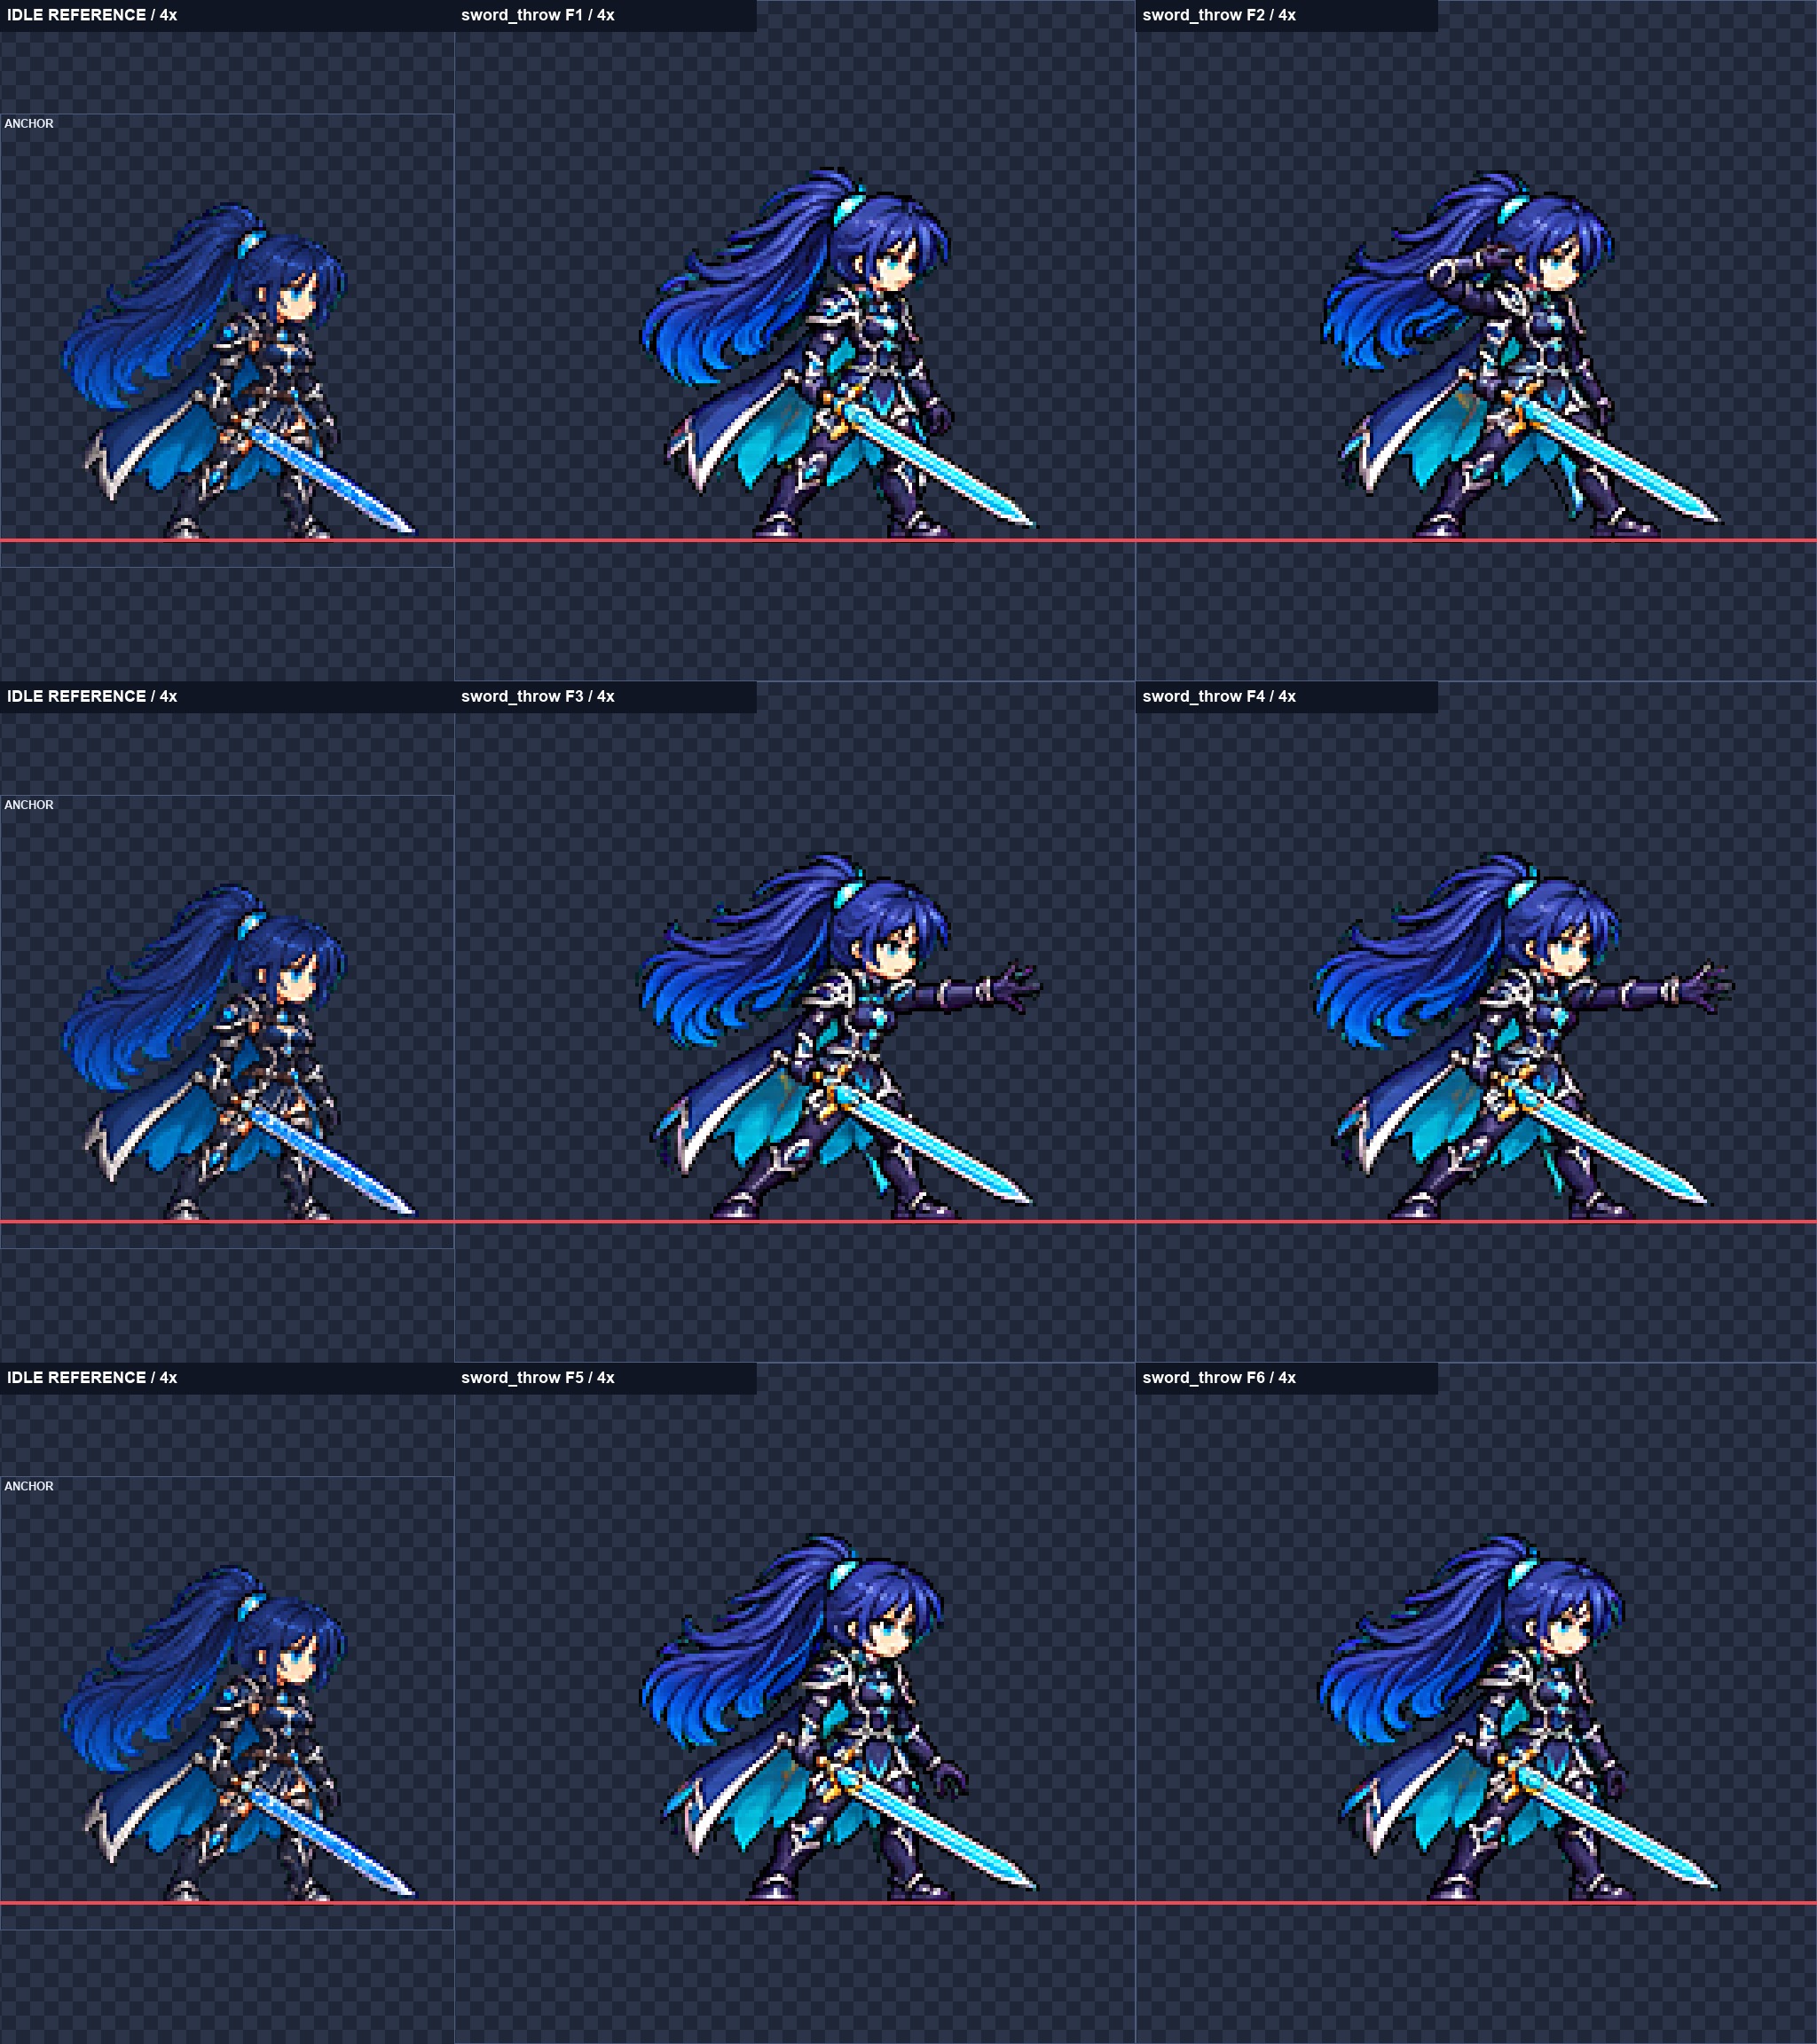 IDLE REFERENCE / 4x
sword_throw F1 / 4x
sword_throw F2 / 4x
ANCHOR
IDLE REFERENCE / 4x
sword_throw F3 / 4x
sword_throw F4 / 4x
ANCHOR
IDLE REFERENCE / 4x
sword_throw F5 / 4x
sword_throw F6 / 4x
ANCHOR